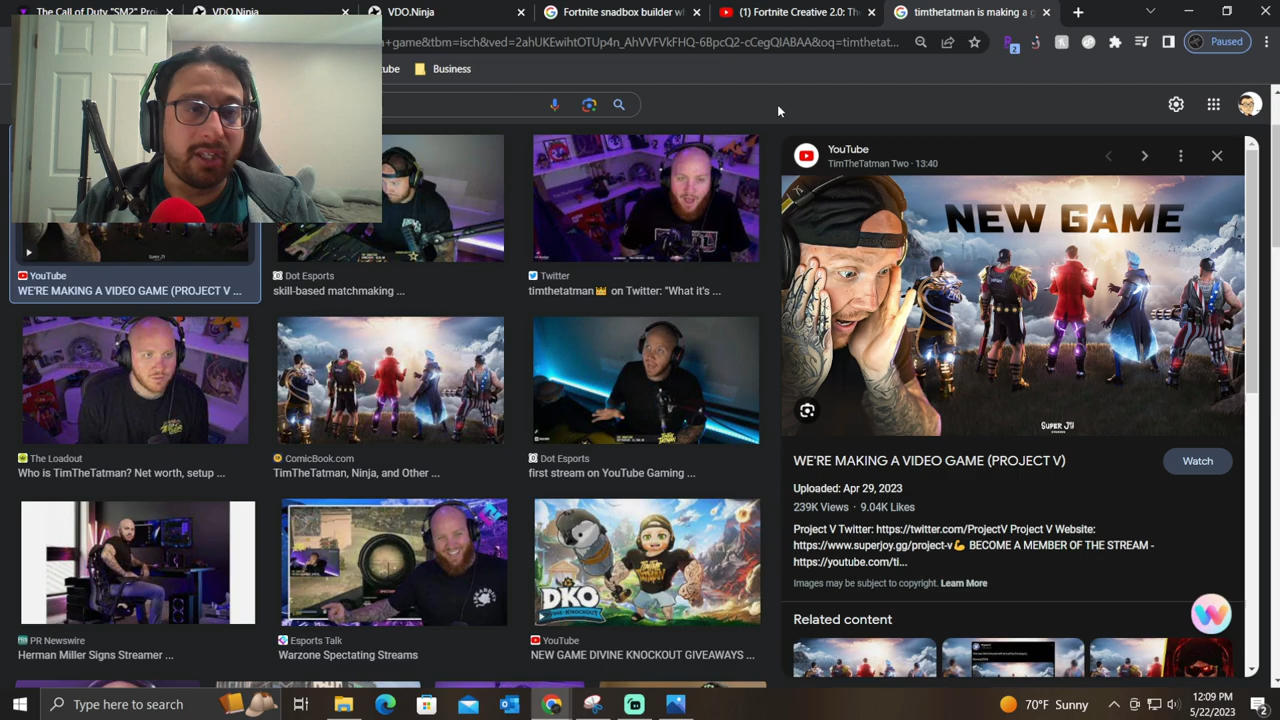 The Call of Duty "SM2" Proj
VDO.Ninja
VDO.Ninja
Fortnite snadbox builder w
(1) Fortnite Creative 2.0: The
timthetatman is making a g
+game&tbm=isch&ved=2ahUKEwihtOTUp4n_AhVVFVkFHQ-6BpcQ2-cCegQIABAA&oq=timthetat...
2
Paused
tube
Business
YouTube
WE'RE MAKING A VIDEO GAME (PROJECT V ...
Dot Esports
skill-based matchmaking ...
Twitter
timthetatman👑 on Twitter: "What it's ...
The Loadout
Who is TimTheTatman? Net worth, setup ...
ComicBook.com
TimTheTatman, Ninja, and Other ...
Dot Esports
first stream on YouTube Gaming ...
DKO
PR Newswire
Herman Miller Signs Streamer ...
Esports Talk
Warzone Spectating Streams
YouTube
NEW GAME DIVINE KNOCKOUT GIVEAWAYS ...
YouTube
TimTheTatman Two · 13:40
NEW GAME
WE'RE MAKING A VIDEO GAME (PROJECT V)
Watch
Uploaded: Apr 29, 2023
239K Views · 9.04K Likes
Project V Twitter: https://twitter.com/ProjectV Project V Website:
https://www.superjoy.gg/project-v💪 BECOME A MEMBER OF THE STREAM -
https://youtube.com/ti...
Images may be subject to copyright. Learn More
Related content
Type here to search
70°F Sunny
12:09 PM
5/22/2023
2